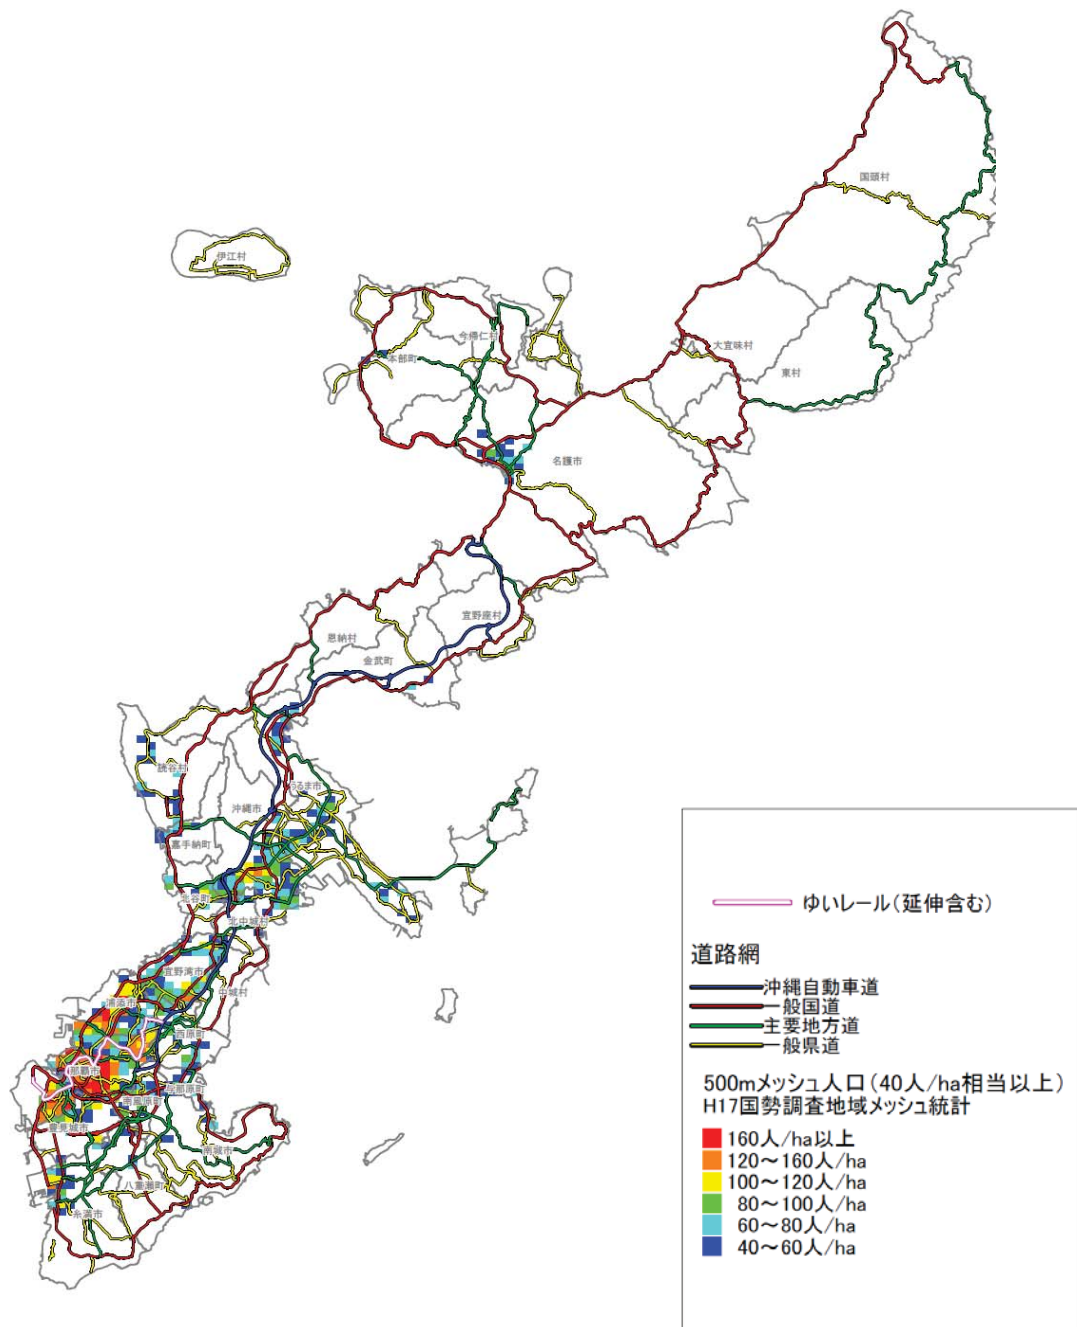 国頭村
伊江村
大宜味村
今帰仁村
本部町
東村
名護市
宜野座村
恩納村
金武町
読谷村
うるま市
沖縄市
嘉手納町
北谷町
北中城村
宜野湾市
中城村
浦添市
西原町
那覇市
与那原町
南風原町
豊見城市
南城市
八重瀬町
糸満市
ゆいレール(延伸含む)
道路網
沖縄自動車道
一般国道
主要地方道
一般県道
500mメッシュ人口(40人/ha相当以上)
H17国勢調査地域メッシュ統計
160人/ha以上
120~160人/ha
100~120人/ha
80~100人/ha
60~80人/ha
40~60人/ha